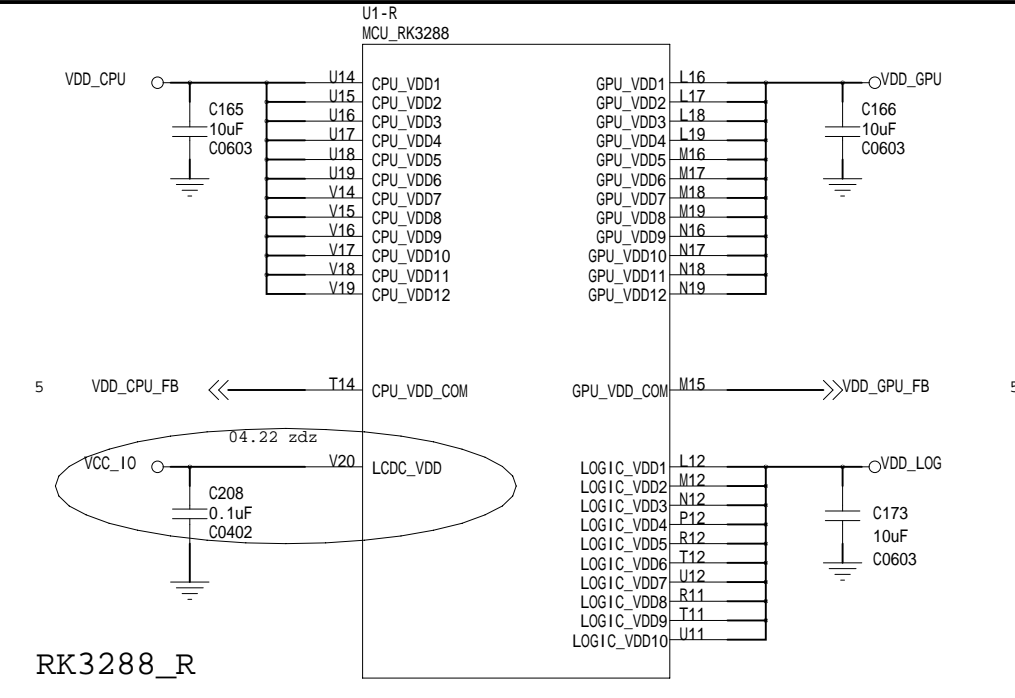 U1-R
MCU_RK3288
VDD_CPU
C165
10uF
C0603
U14 CPU_VDD1
U15 CPU_VDD2
U16 CPU_VDD3
U17 CPU_VDD4
U18 CPU_VDD5
U19 CPU_VDD6
V14 CPU_VDD7
V15 CPU_VDD8
V16 CPU_VDD9
V17 CPU_VDD10
V18 CPU_VDD11
V19 CPU_VDD12
GPU_VDD1 L16
GPU_VDD2 L17
GPU_VDD3 L18
GPU_VDD4 L19
GPU_VDD5 M16
GPU_VDD6 M17
GPU_VDD7 M18
GPU_VDD8 M19
GPU_VDD9 N16
GPU_VDD10 N17
GPU_VDD11 N18
GPU_VDD12 N19
VDD_GPU
C166
10uF
C0603
5 VDD_CPU_FB T14 CPU_VDD_COM
GPU_VDD_COM M15 VDD_GPU_FB 5
04.22 zdz
VCC_IO V20 LCDC_VDD
C208
0.1uF
C0402
LOGIC_VDD1 L12
LOGIC_VDD2 M12
LOGIC_VDD3 N12
LOGIC_VDD4 P12
LOGIC_VDD5 R12
LOGIC_VDD6 T12
LOGIC_VDD7 U12
LOGIC_VDD8 R11
LOGIC_VDD9 T11
LOGIC_VDD10 U11
VDD_LOG
C173
10uF
C0603
RK3288_R